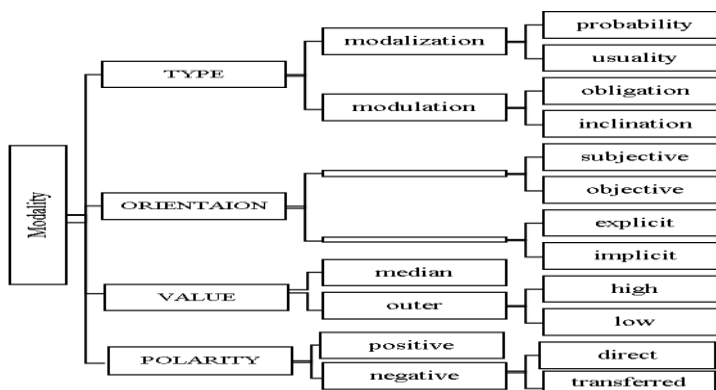 probability
modalization
usuality
TYPE
obligation
modulation
inclination
subjective
objective
Modality
ORIENTAION
explicit
implicit
median
high
VALUE
outer
low
positive
direct
POLARITY
negative
transferred